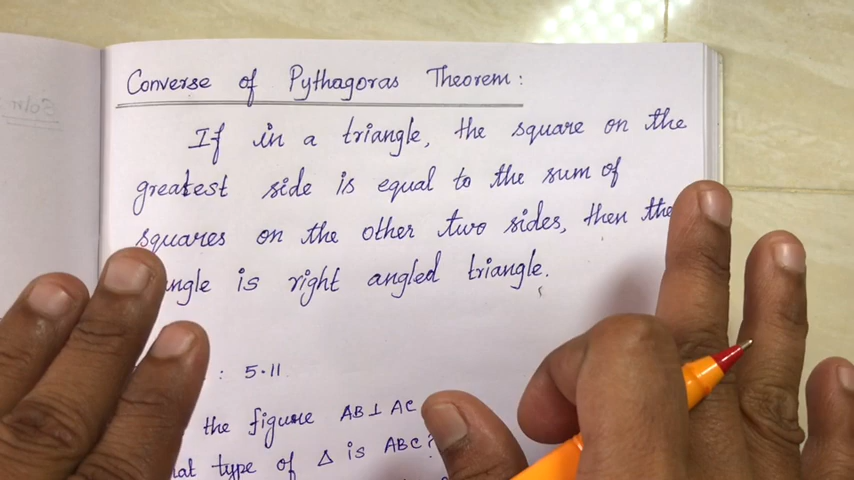 Converse of Pythagoras Theorem:
If in a triangle, the square on the
greatest side is equal to the sum of
squares on the other two sides, then the
angle is right angled triangle.
: 5.11
the figure AB⊥AC
type of Δ is ABC?